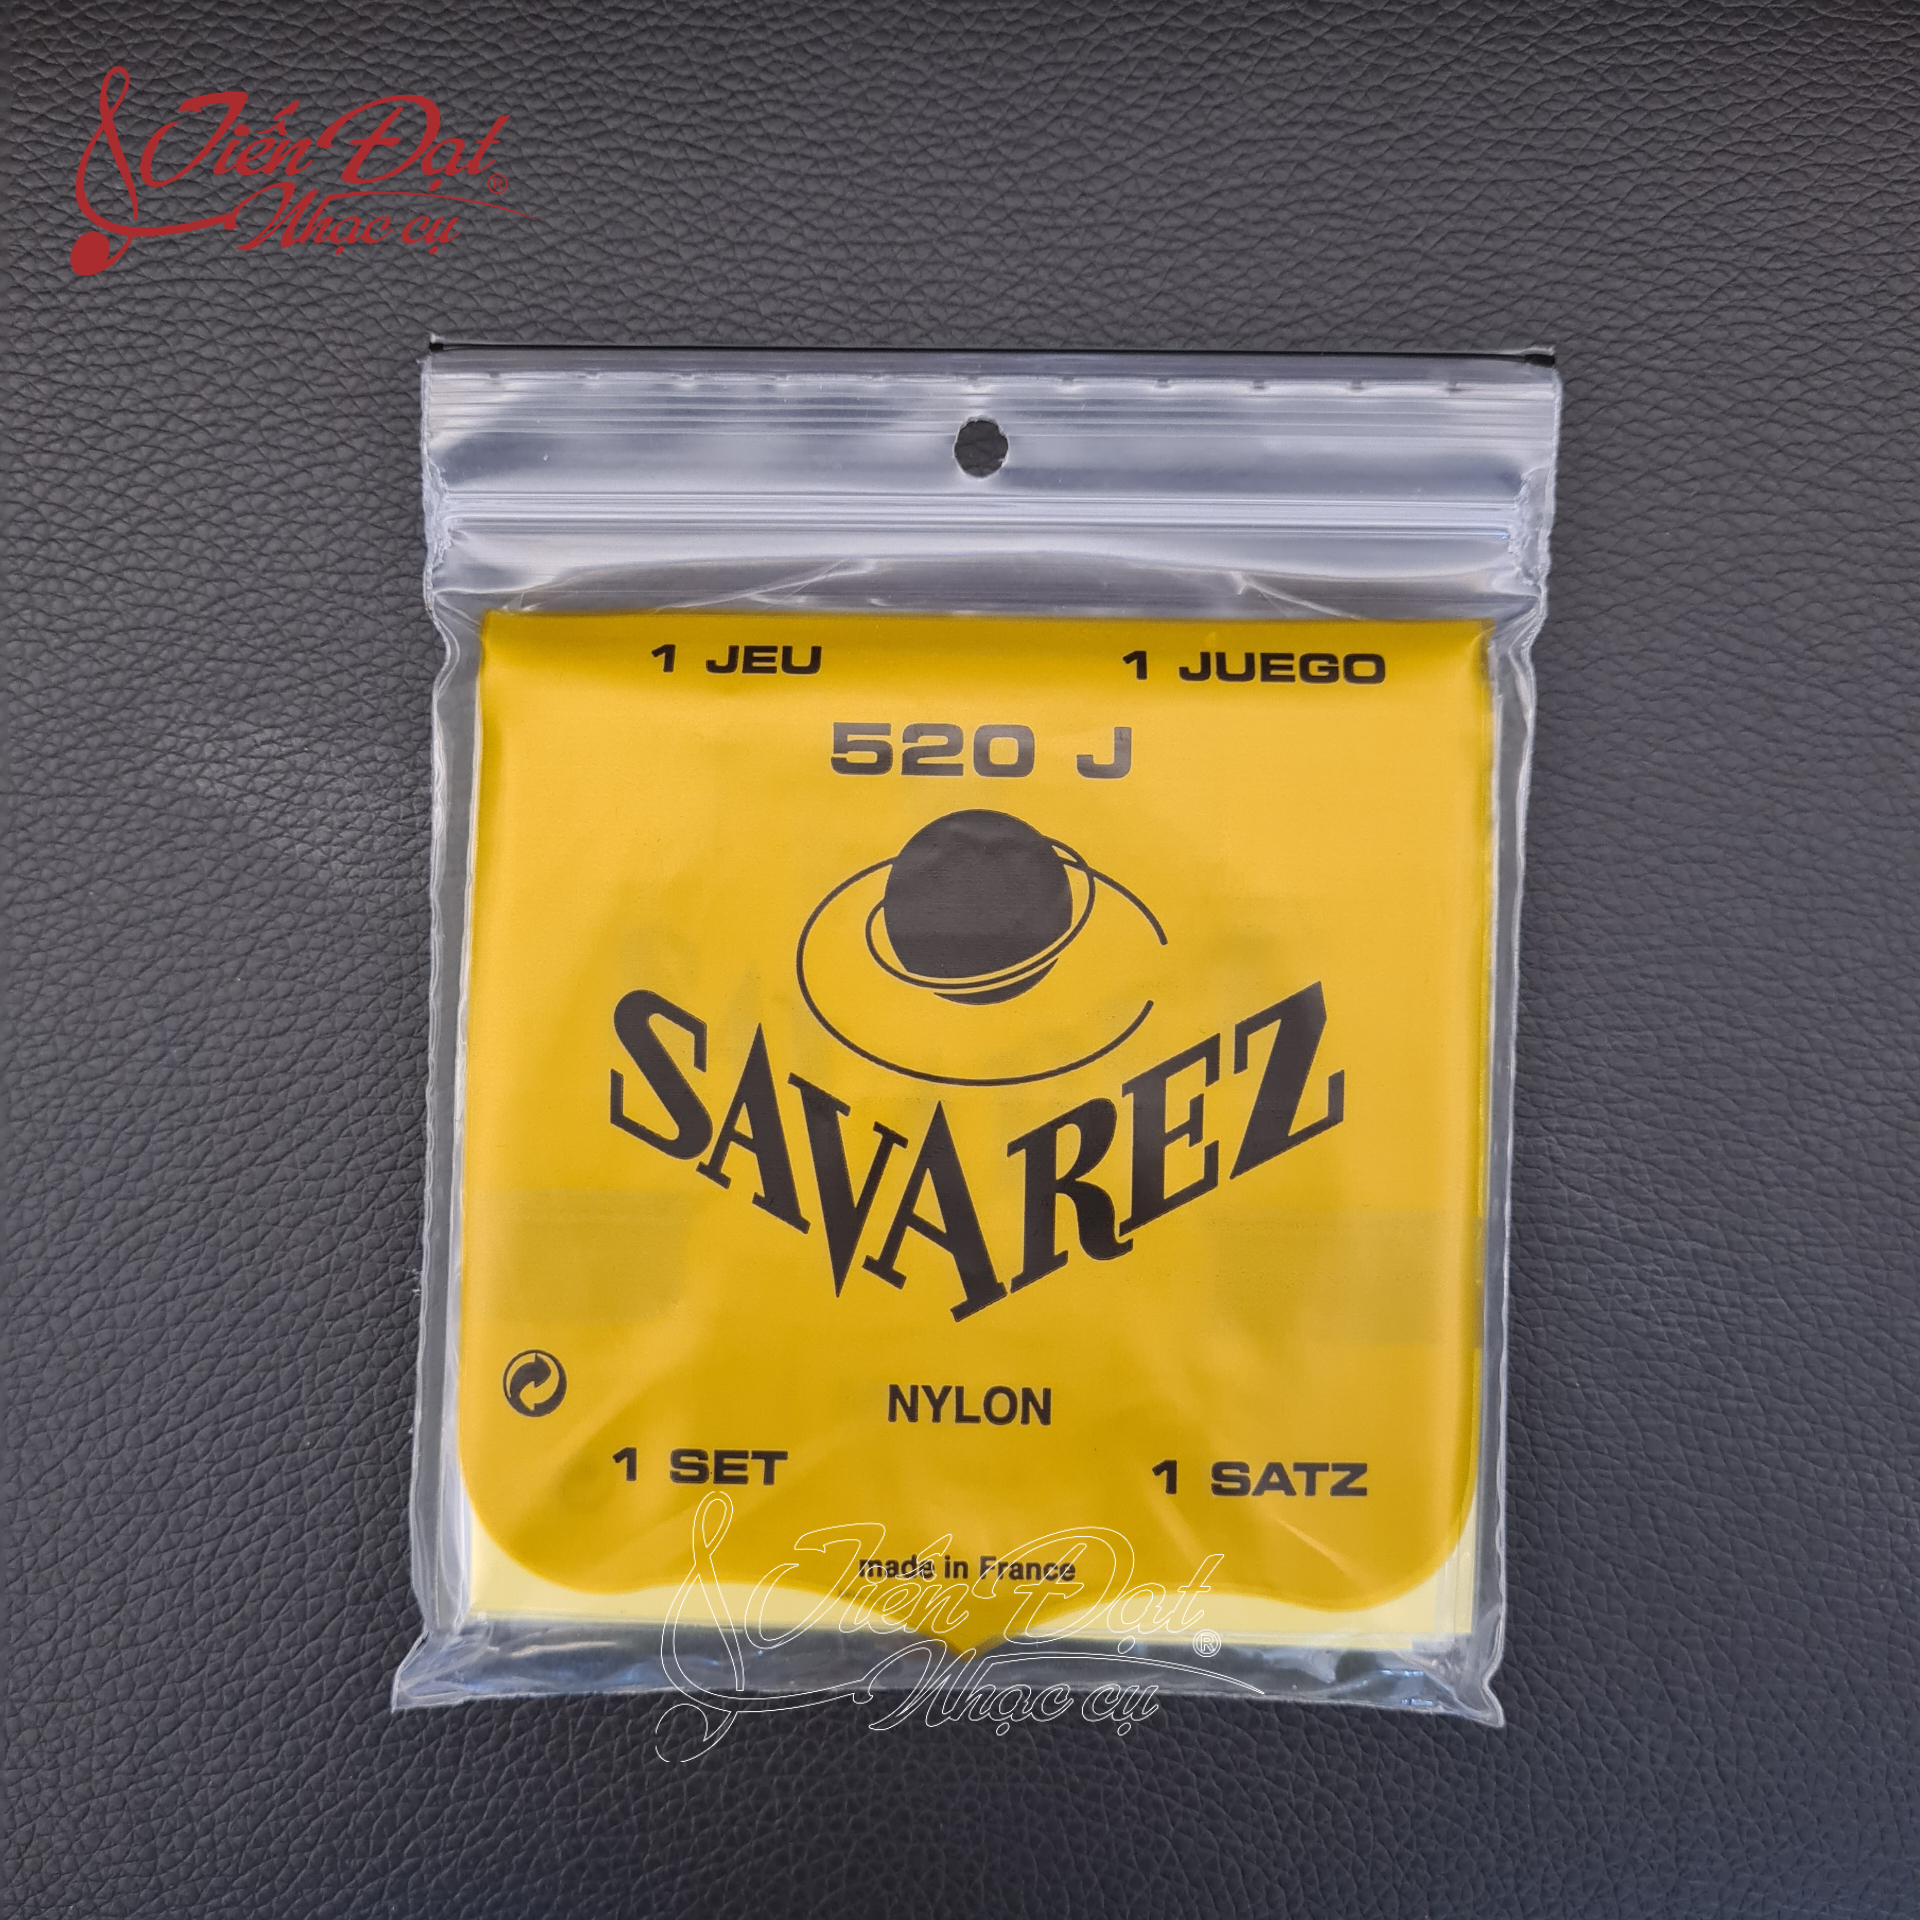 Tiến Đạt®
Nhạc cụ
1 JEU 1 JUEGO
520 J
SAVAREZ
NYLON
1 SET 1 SATZ
made in France
Tiến Đạt®
Nhạc cụ